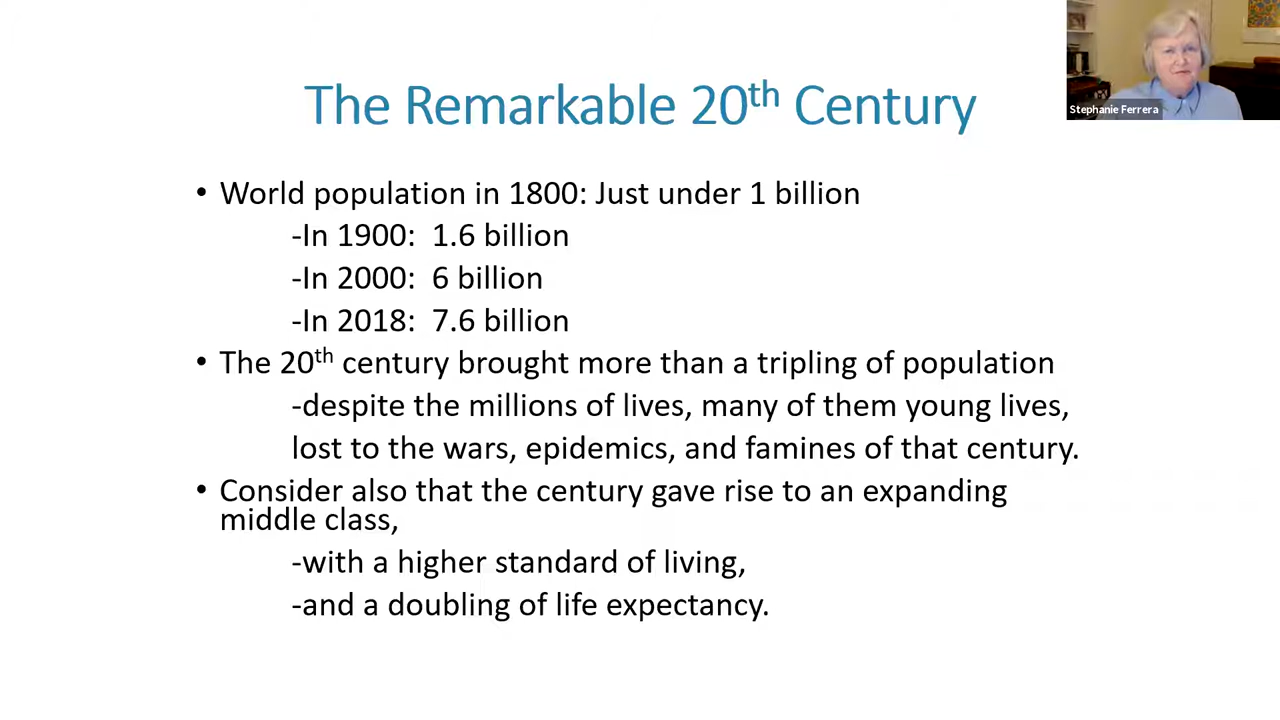 The Remarkable 20th Century
Stephanie Ferrera
• World population in 1800: Just under 1 billion
-In 1900: 1.6 billion
-In 2000: 6 billion
-In 2018: 7.6 billion
• The 20th century brought more than a tripling of population
-despite the millions of lives, many of them young lives,
lost to the wars, epidemics, and famines of that century.
• Consider also that the century gave rise to an expanding
middle class,
-with a higher standard of living,
-and a doubling of life expectancy.